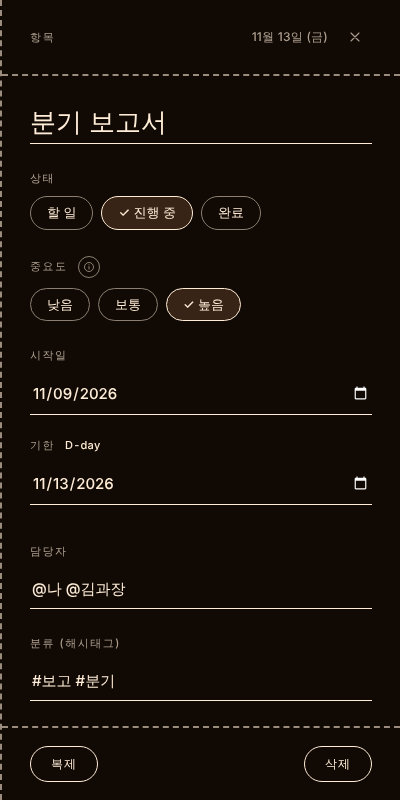 항목 11월 13일 (금)
분기 보고서
상태
할 일 진행 중 완료
중요도
낮음 보통 높음
시작일
11/09/2026
기한 D-day
11/13/2026
담당자
@나 @김과장
분류 (해시태그)
#보고 #분기
복제 삭제